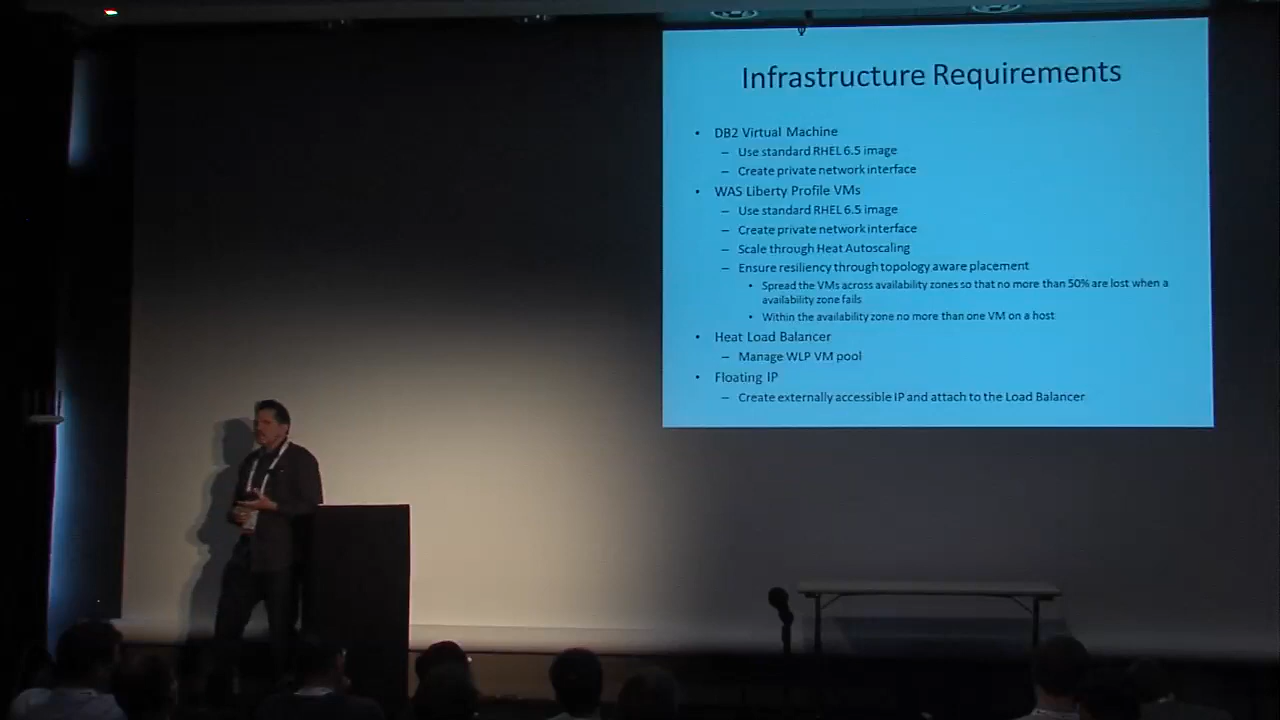 Infrastructure Requirements
• DB2 Virtual Machine
– Use standard RHEL 6.5 image
– Create private network interface
• WAS Liberty Profile VMs
– Use standard RHEL 6.5 image
– Create private network interface
– Scale through Heat Autoscaling
– Ensure resiliency through topology aware placement
• Spread the VMs across availability zones so that no more than 50% are lost when a
availability zone fails
• Within the availability zone no more than one VM on a host
• Heat Load Balancer
– Manage WLP VM pool
• Floating IP
– Create externally accessible IP and attach to the Load Balancer